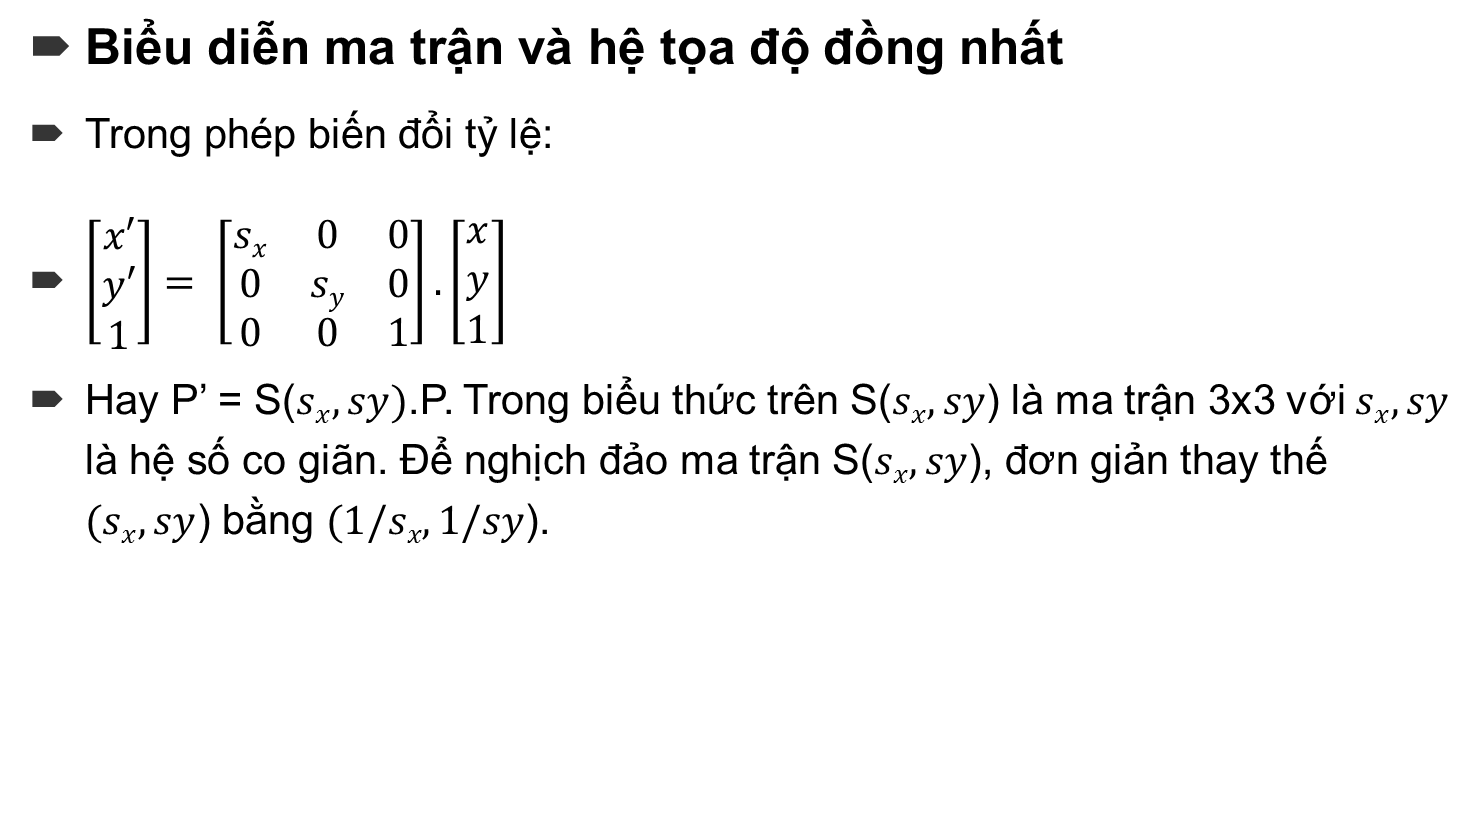 Biểu diễn ma trận và hệ tọa độ đồng nhất
Trong phép biến đổi tỷ lệ:
[x′ y′ 1] = [s_x 0 0; 0 s_y 0; 0 0 1] . [x y 1]
Hay P’ = S(s_x, sy).P. Trong biểu thức trên S(s_x, sy) là ma trận 3x3 với s_x, sy
là hệ số co giãn. Để nghịch đảo ma trận S(s_x, sy), đơn giản thay thế
(s_x, sy) bằng (1/s_x, 1/sy).